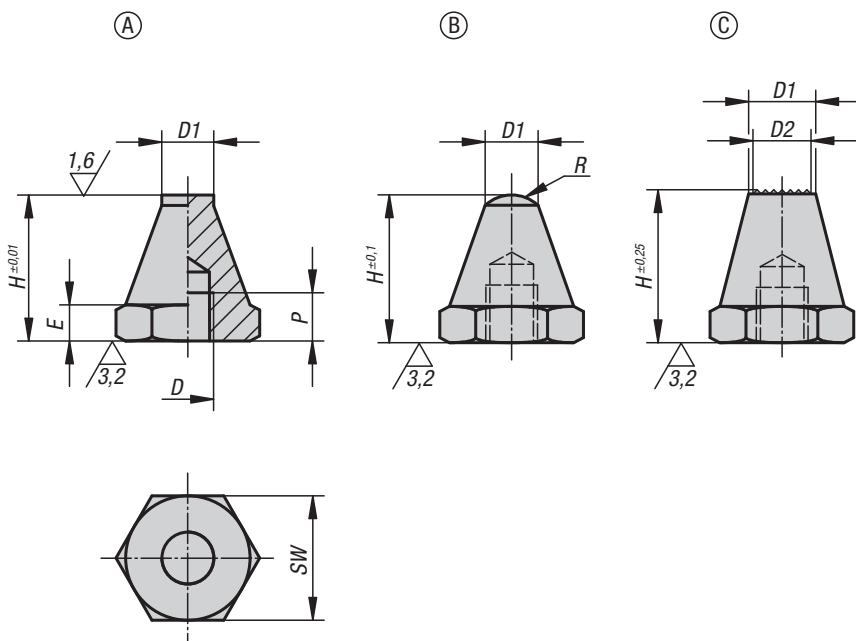 A
B
C
D1
D1
D1
D2
R
1,6
H ±0,01
E
P
3,2
D
H ±0,1
3,2
H ±0,25
3,2
SW